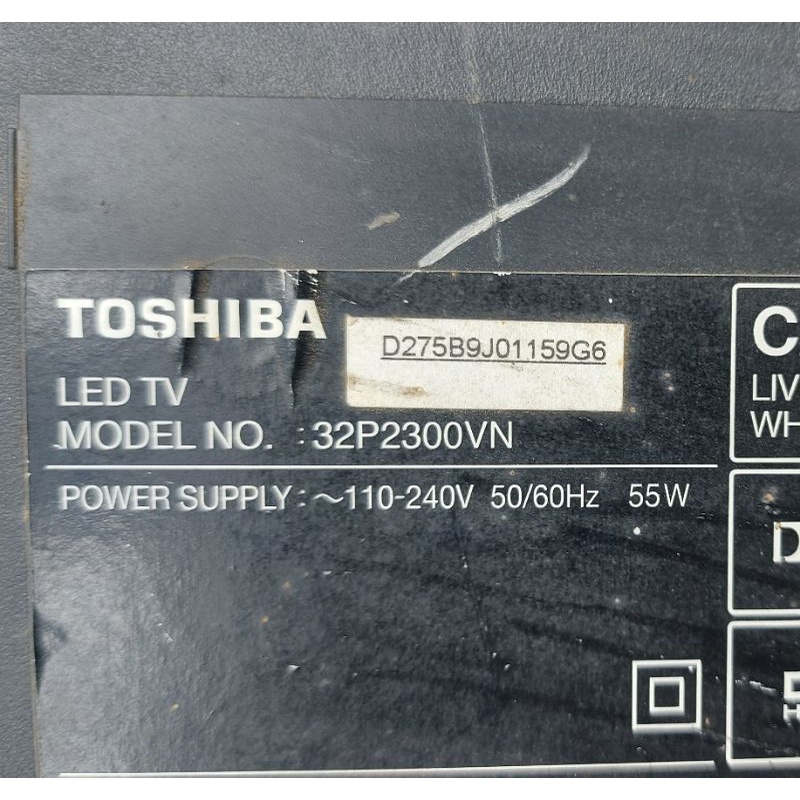 TOSHIBA
D275B9J01159G6
LED TV
MODEL NO. : 32P2300VN
POWER SUPPLY : ～110-240V 50/60Hz 55W